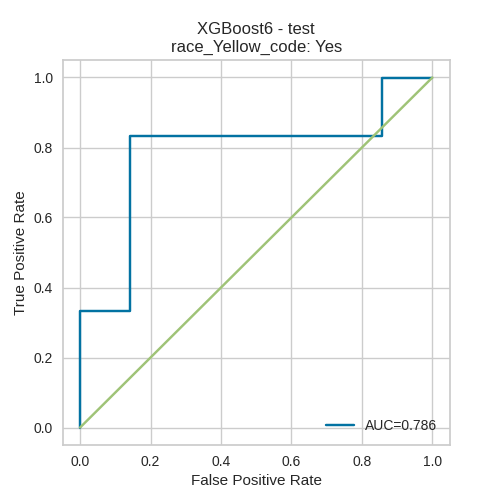 XGBoost6 - test
race_Yellow_code: Yes
1.0
0.8
0.6
0.4
0.2
0.0
True Positive Rate
AUC=0.786
0.0 0.2 0.4 0.6 0.8 1.0
False Positive Rate